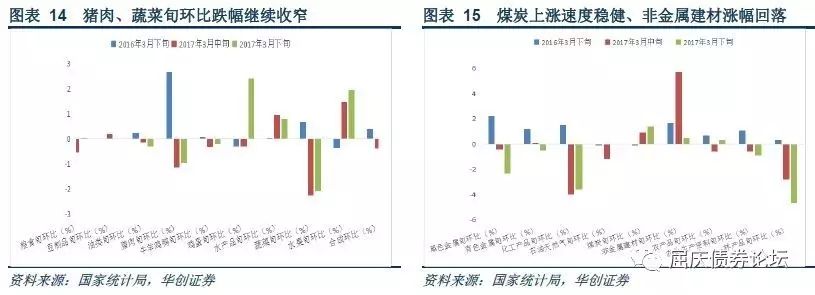 图表 14 猪肉、蔬菜旬环比跌幅继续收窄
2016年3月下旬 2017年3月中旬 2017年3月下旬
3
2
1
0
-1
-2
-3
粮食旬环比（%）
豆制品旬环比（%）
油类旬环比（%）
猪肉旬环比（%）
牛羊鸡鸭旬环比（%）
鸡蛋旬环比（%）
水产品旬环比（%）
蔬菜旬环比（%）
水果旬环比（%）
合成环比（%）
资料来源：国家统计局，华创证券
图表 15 煤炭上涨速度稳健、非金属建材涨幅回落
2016年3月下旬 2017年3月中旬 2017年3月下旬
6
4
2
0
-2
-4
-6
黑色金属旬环比（%）
有色金属旬环比（%）
化工产品旬环比（%）
石油天然气旬环比（%）
煤炭旬环比（%）
非金属建材旬环比（%）
农产品旬环比（%）
农业生产资料旬环比（%）
林产品旬环比（%）
资料来源：国家统计局，华创证券
屈庆债券论坛